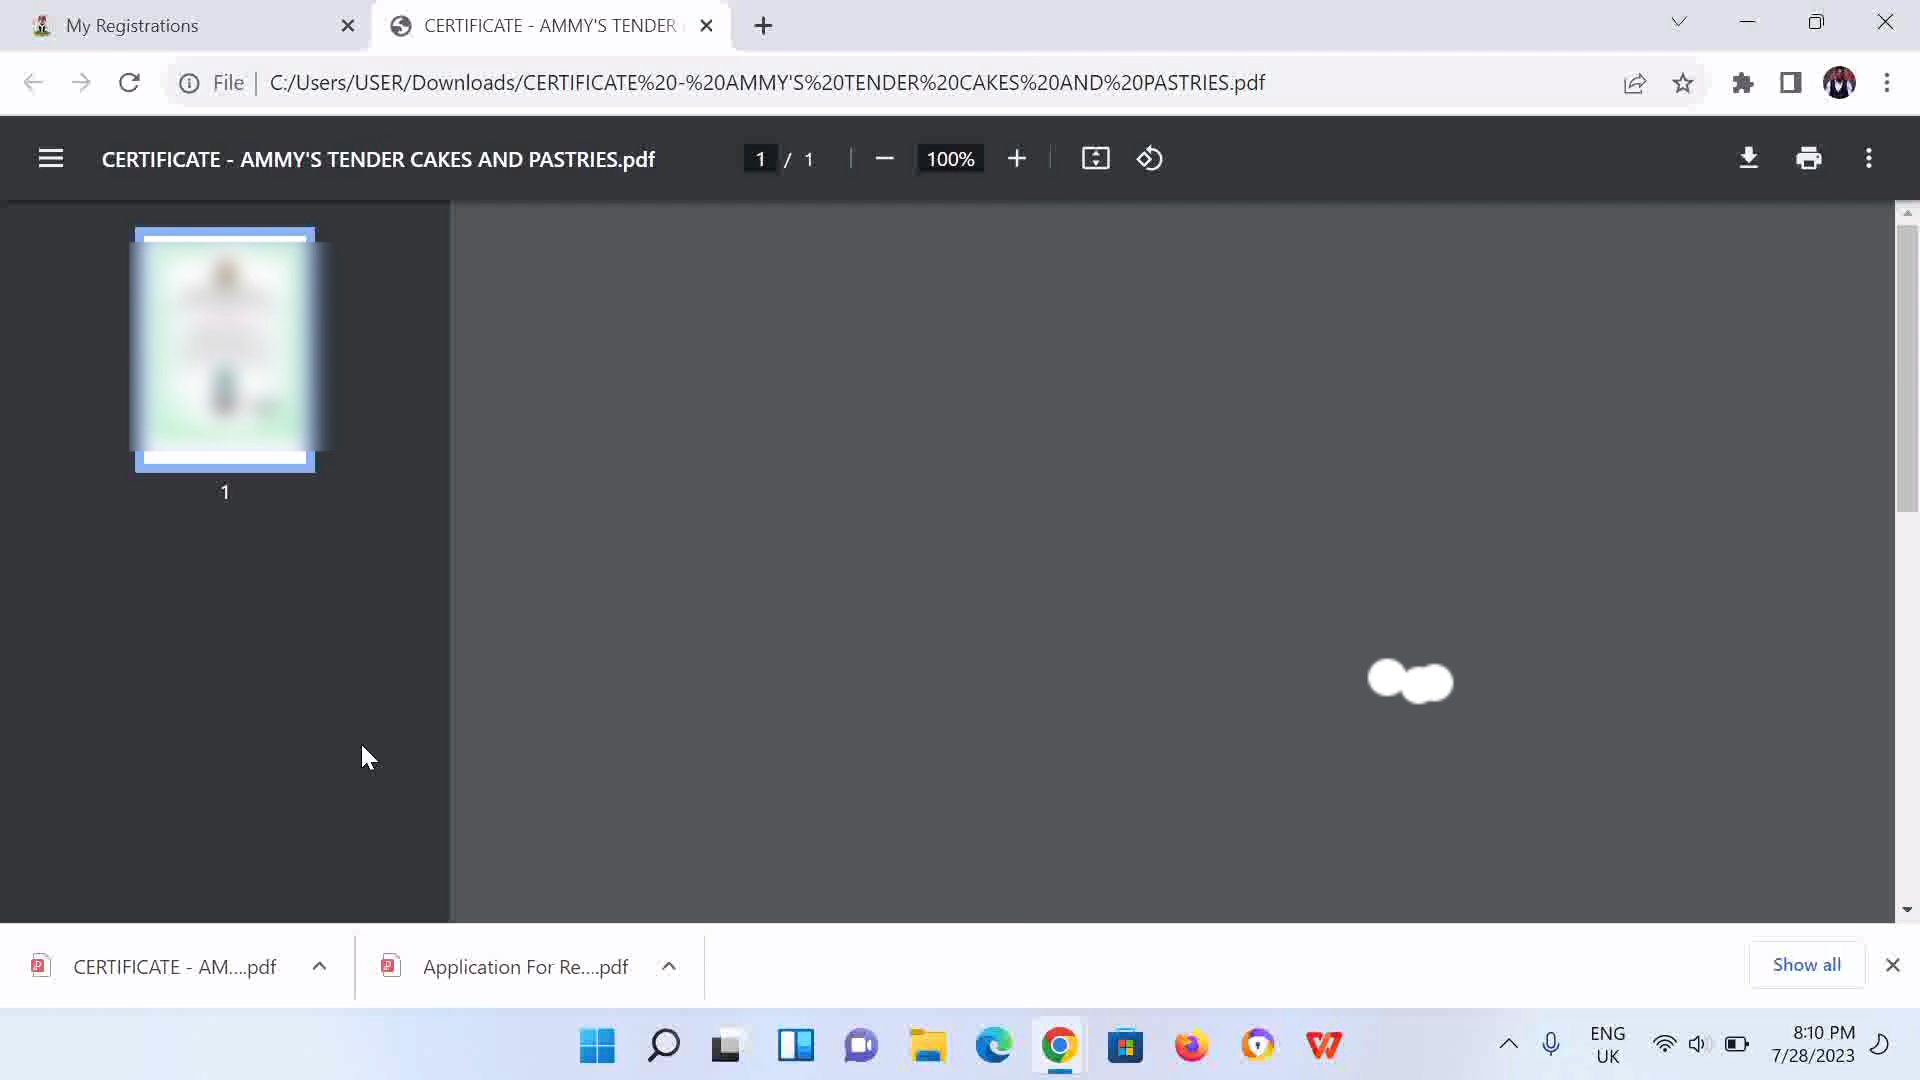 My Registrations
CERTIFICATE - AMMY'S TENDER
File
C:/Users/USER/Downloads/CERTIFICATE%20-%20AMMY'S%20TENDER%20CAKES%20AND%20PASTRIES.pdf
CERTIFICATE - AMMY'S TENDER CAKES AND PASTRIES.pdf
1 / 1
100%
1
CERTIFICATE - AM....pdf
Application For Re....pdf
Show all
ENG
UK
8:10 PM
7/28/2023